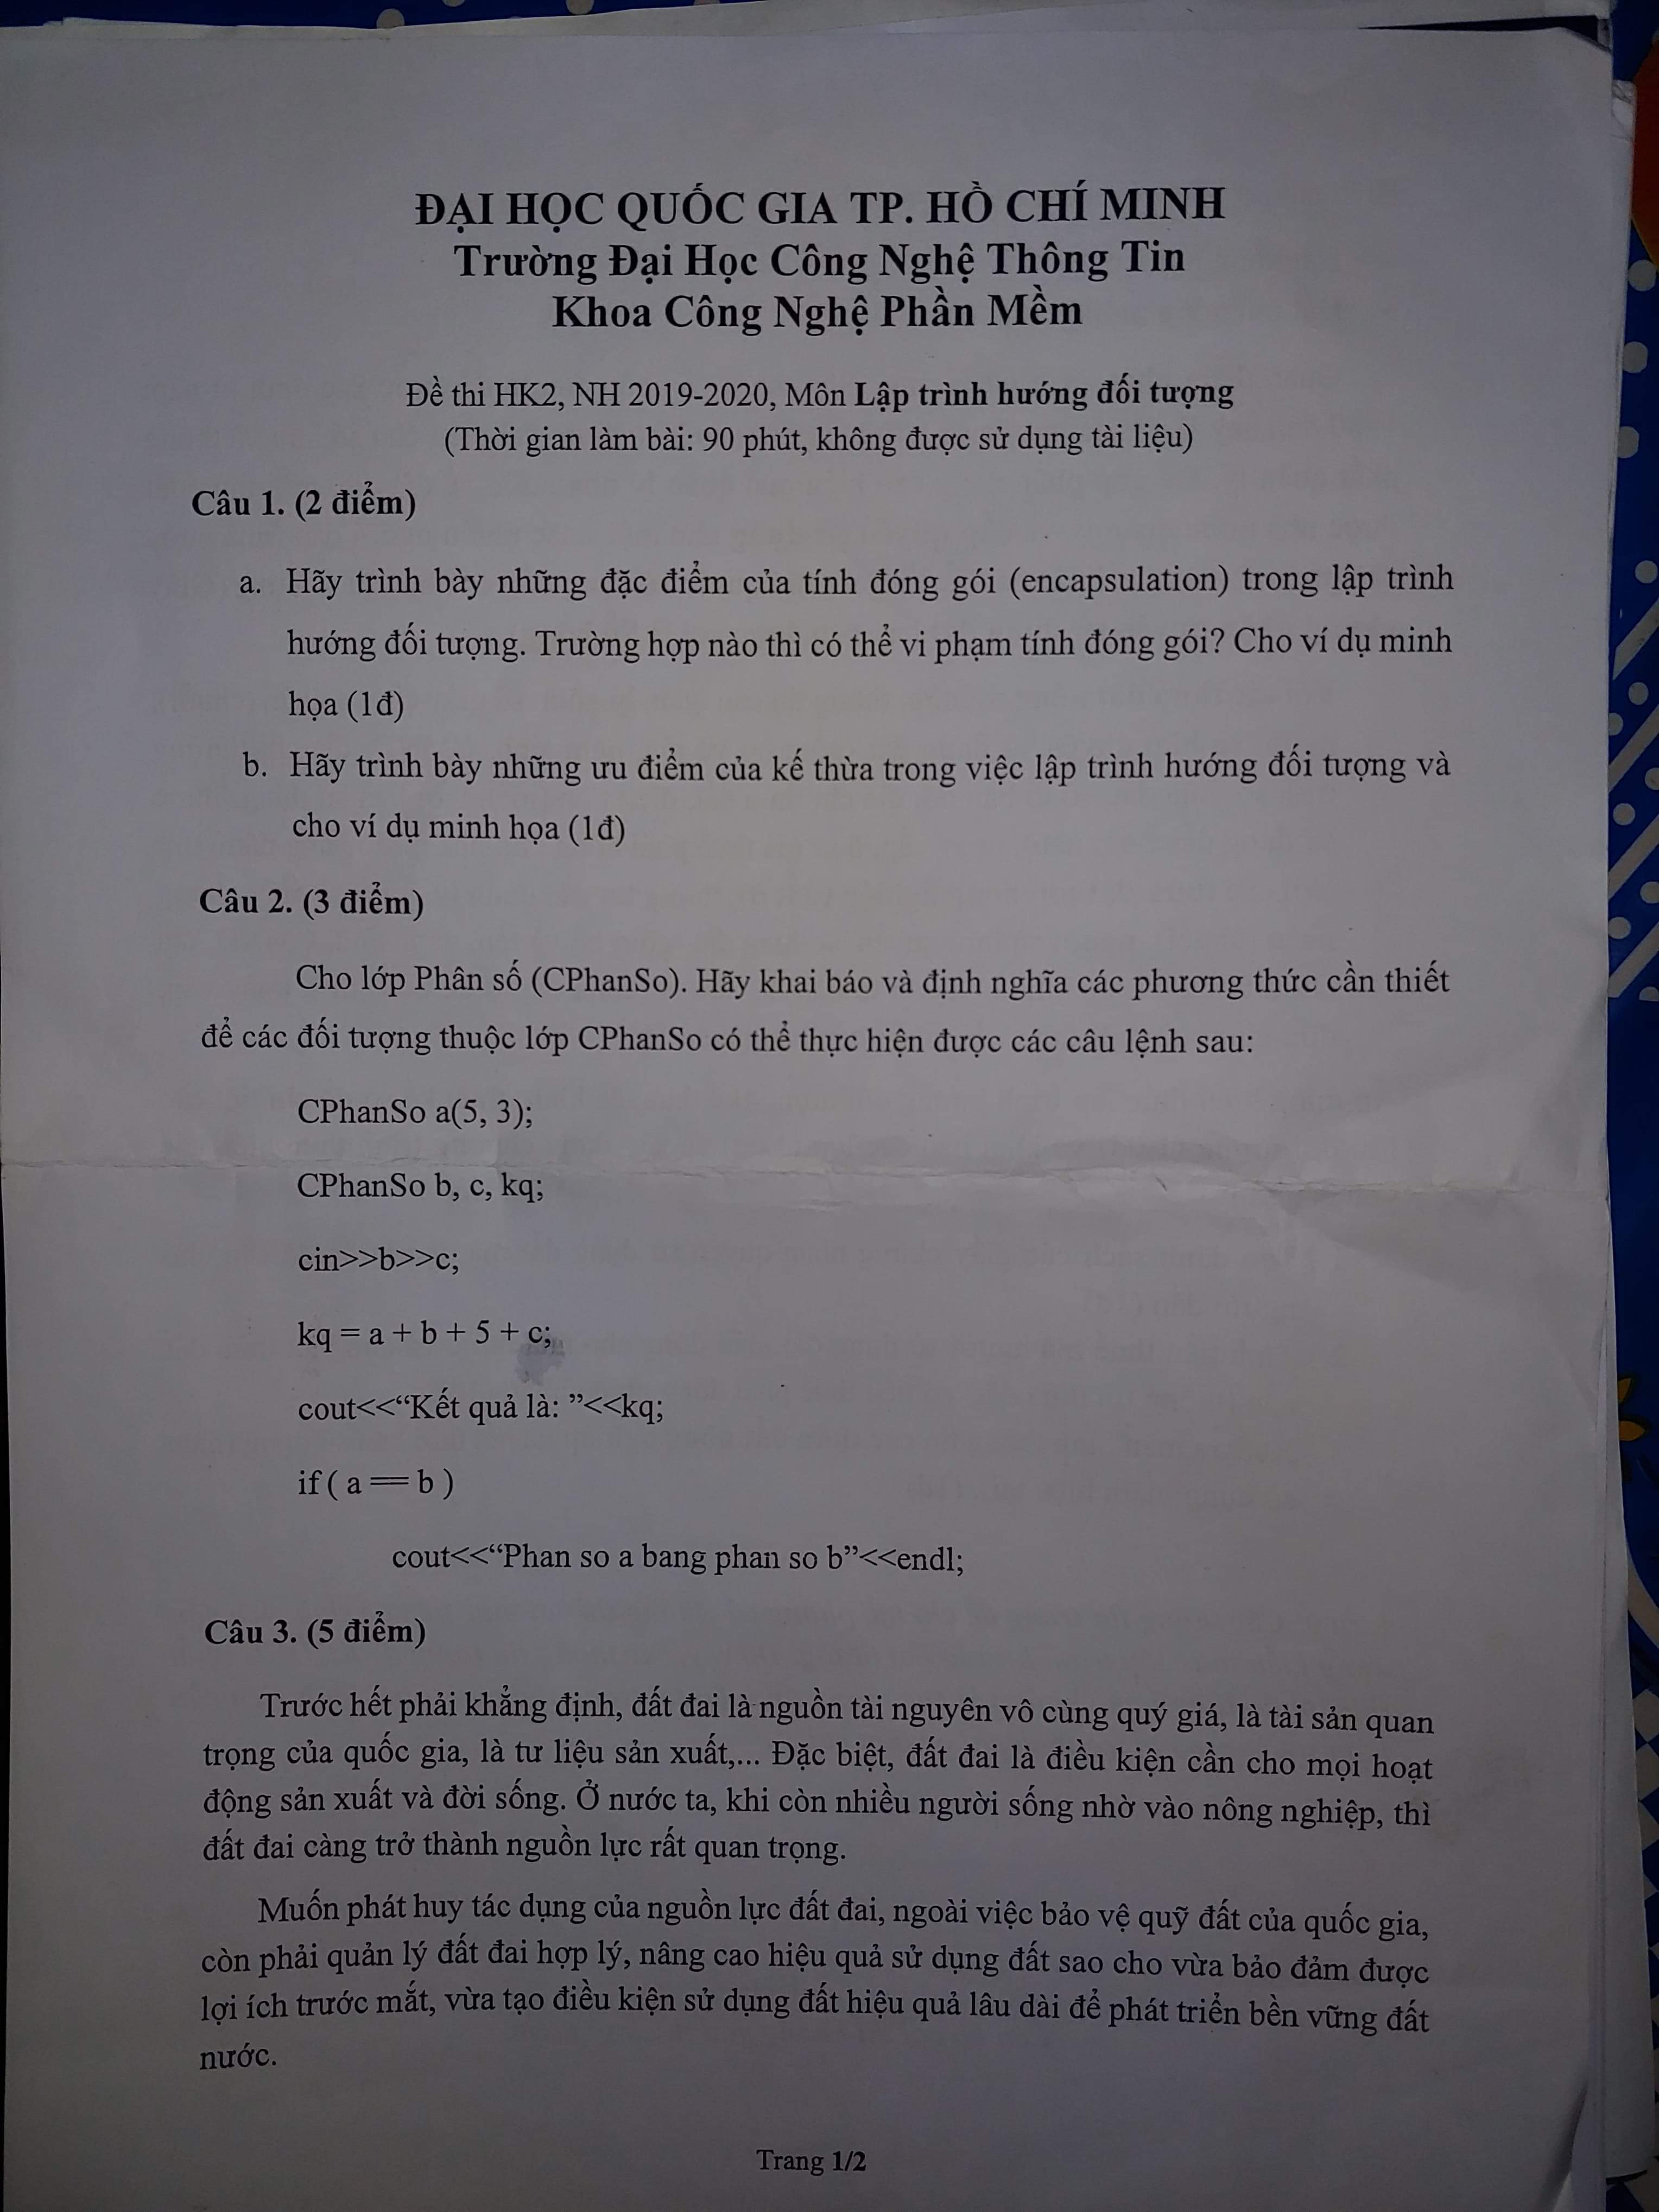 ĐẠI HỌC QUỐC GIA TP. HỒ CHÍ MINH
Trường Đại Học Công Nghệ Thông Tin
Khoa Công Nghệ Phần Mềm
Đề thi HK2, NH 2019-2020, Môn Lập trình hướng đối tượng
(Thời gian làm bài: 90 phút, không được sử dụng tài liệu)
Câu 1. (2 điểm)
a. Hãy trình bày những đặc điểm của tính đóng gói (encapsulation) trong lập trình
hướng đối tượng. Trường hợp nào thì có thể vi phạm tính đóng gói? Cho ví dụ minh
họa (1đ)
b. Hãy trình bày những ưu điểm của kế thừa trong việc lập trình hướng đối tượng và
cho ví dụ minh họa (1đ)
Câu 2. (3 điểm)
Cho lớp Phân số (CPhanSo). Hãy khai báo và định nghĩa các phương thức cần thiết
để các đối tượng thuộc lớp CPhanSo có thể thực hiện được các câu lệnh sau:
CPhanSo a(5, 3);
CPhanSo b, c, kq;
cin>>b>>c;
kq = a + b + 5 + c;
cout<<“Kết quả là: ”<<kq;
if ( a == b )
cout<<“Phan so a bang phan so b”<<endl;
Câu 3. (5 điểm)
Trước hết phải khẳng định, đất đai là nguồn tài nguyên vô cùng quý giá, là tài sản quan
trọng của quốc gia, là tư liệu sản xuất,... Đặc biệt, đất đai là điều kiện cần cho mọi hoạt
động sản xuất và đời sống. Ở nước ta, khi còn nhiều người sống nhờ vào nông nghiệp, thì
đất đai càng trở thành nguồn lực rất quan trọng.
Muốn phát huy tác dụng của nguồn lực đất đai, ngoài việc bảo vệ quỹ đất của quốc gia,
còn phải quản lý đất đai hợp lý, nâng cao hiệu quả sử dụng đất sao cho vừa bảo đảm được
lợi ích trước mắt, vừa tạo điều kiện sử dụng đất hiệu quả lâu dài để phát triển bền vững đất
nước.
Trang 1/2